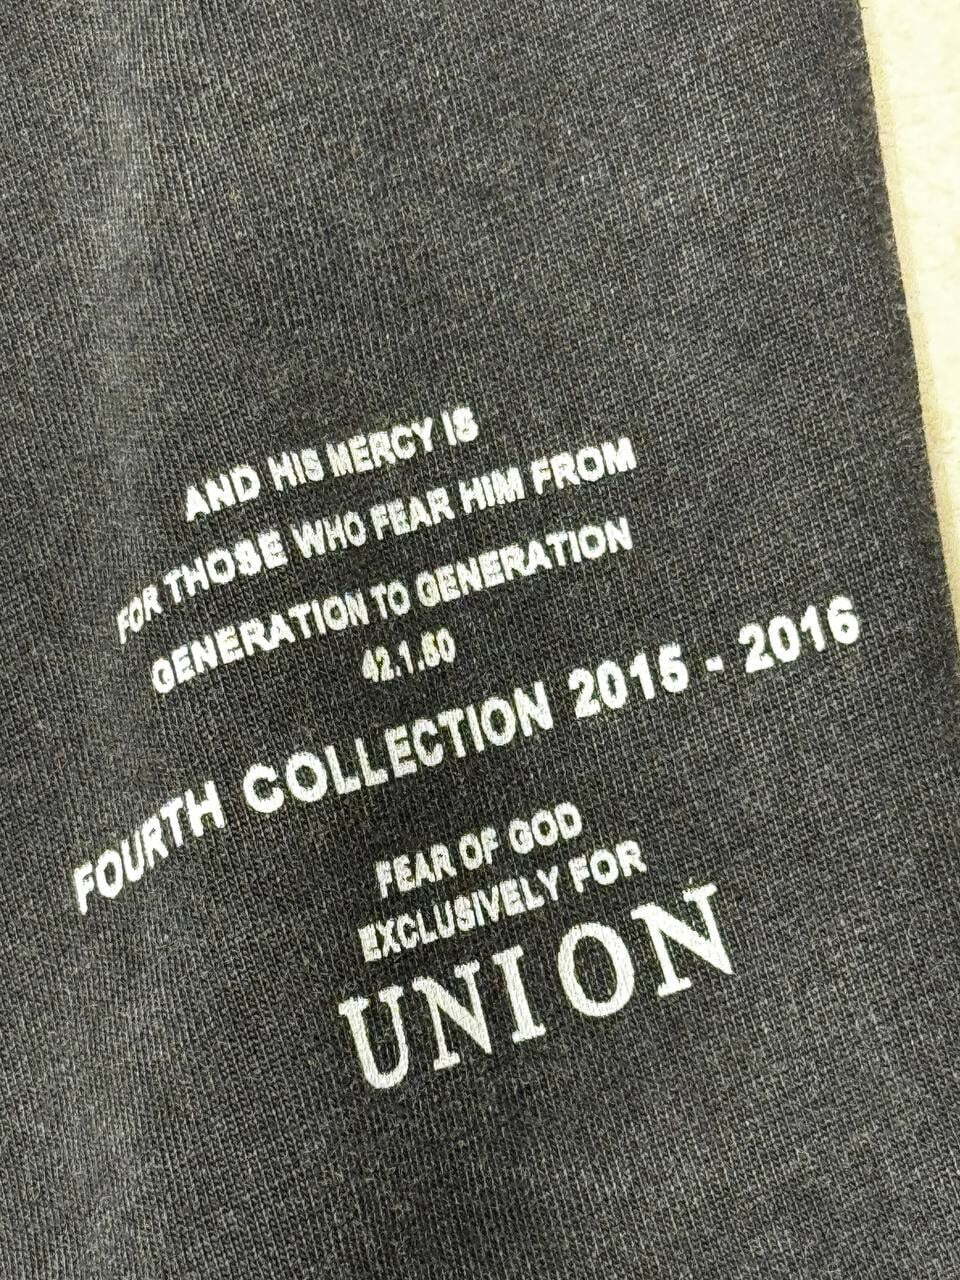 AND HIS MERCY IS
FOR THOSE WHO FEAR HIM FROM
GENERATION TO GENERATION
42.1.50
FOURTH COLLECTION 2015 - 2016
FEAR OF GOD
EXCLUSIVELY FOR
UNION